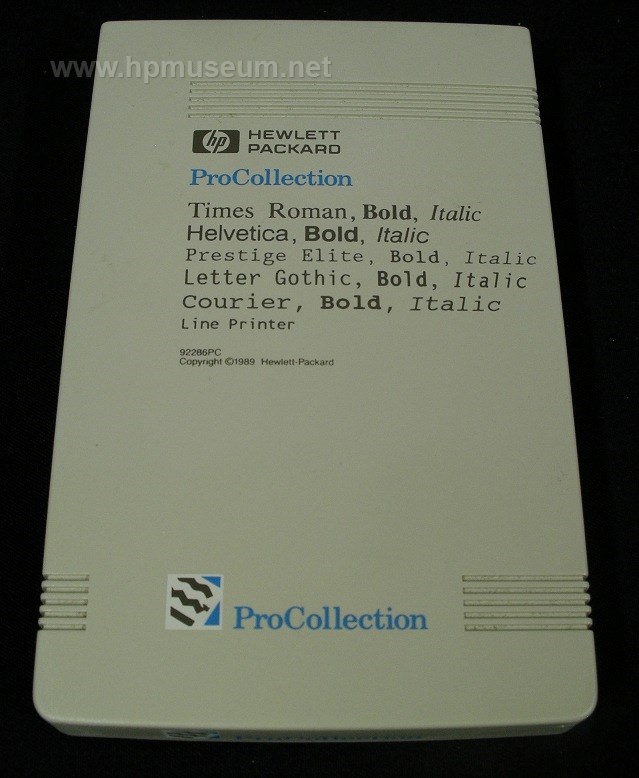 www.hpmuseum.net
hp HEWLETT
PACKARD
ProCollection
Times Roman, Bold, Italic
Helvetica, Bold, Italic
Prestige Elite, Bold, Italic
Letter Gothic, Bold, Italic
Courier, Bold, Italic
Line Printer
92286PC
Copyright ©1989 Hewlett-Packard
ProCollection
ProCollection